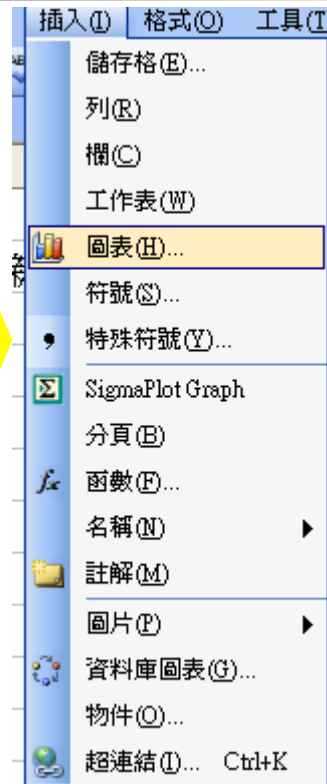 插入(I) 格式(O) 工具(T
儲存格(E)...
列(R)
欄(C)
工作表(W)
圖表(H)...
符號(S)...
特殊符號(Y)...
SigmaPlot Graph
分頁(B)
函數(F)...
名稱(N)
註解(M)
圖片(P)
資料庫圖表(G)...
物件(O)...
超連結(I)... Ctrl+K